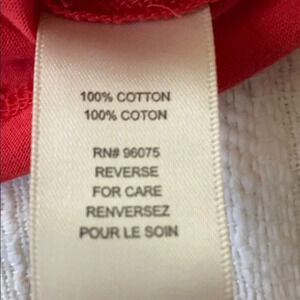 100% COTTON
100% COTON
RN# 96075
REVERSE
FOR CARE
RENVERSEZ
POUR LE SOIN